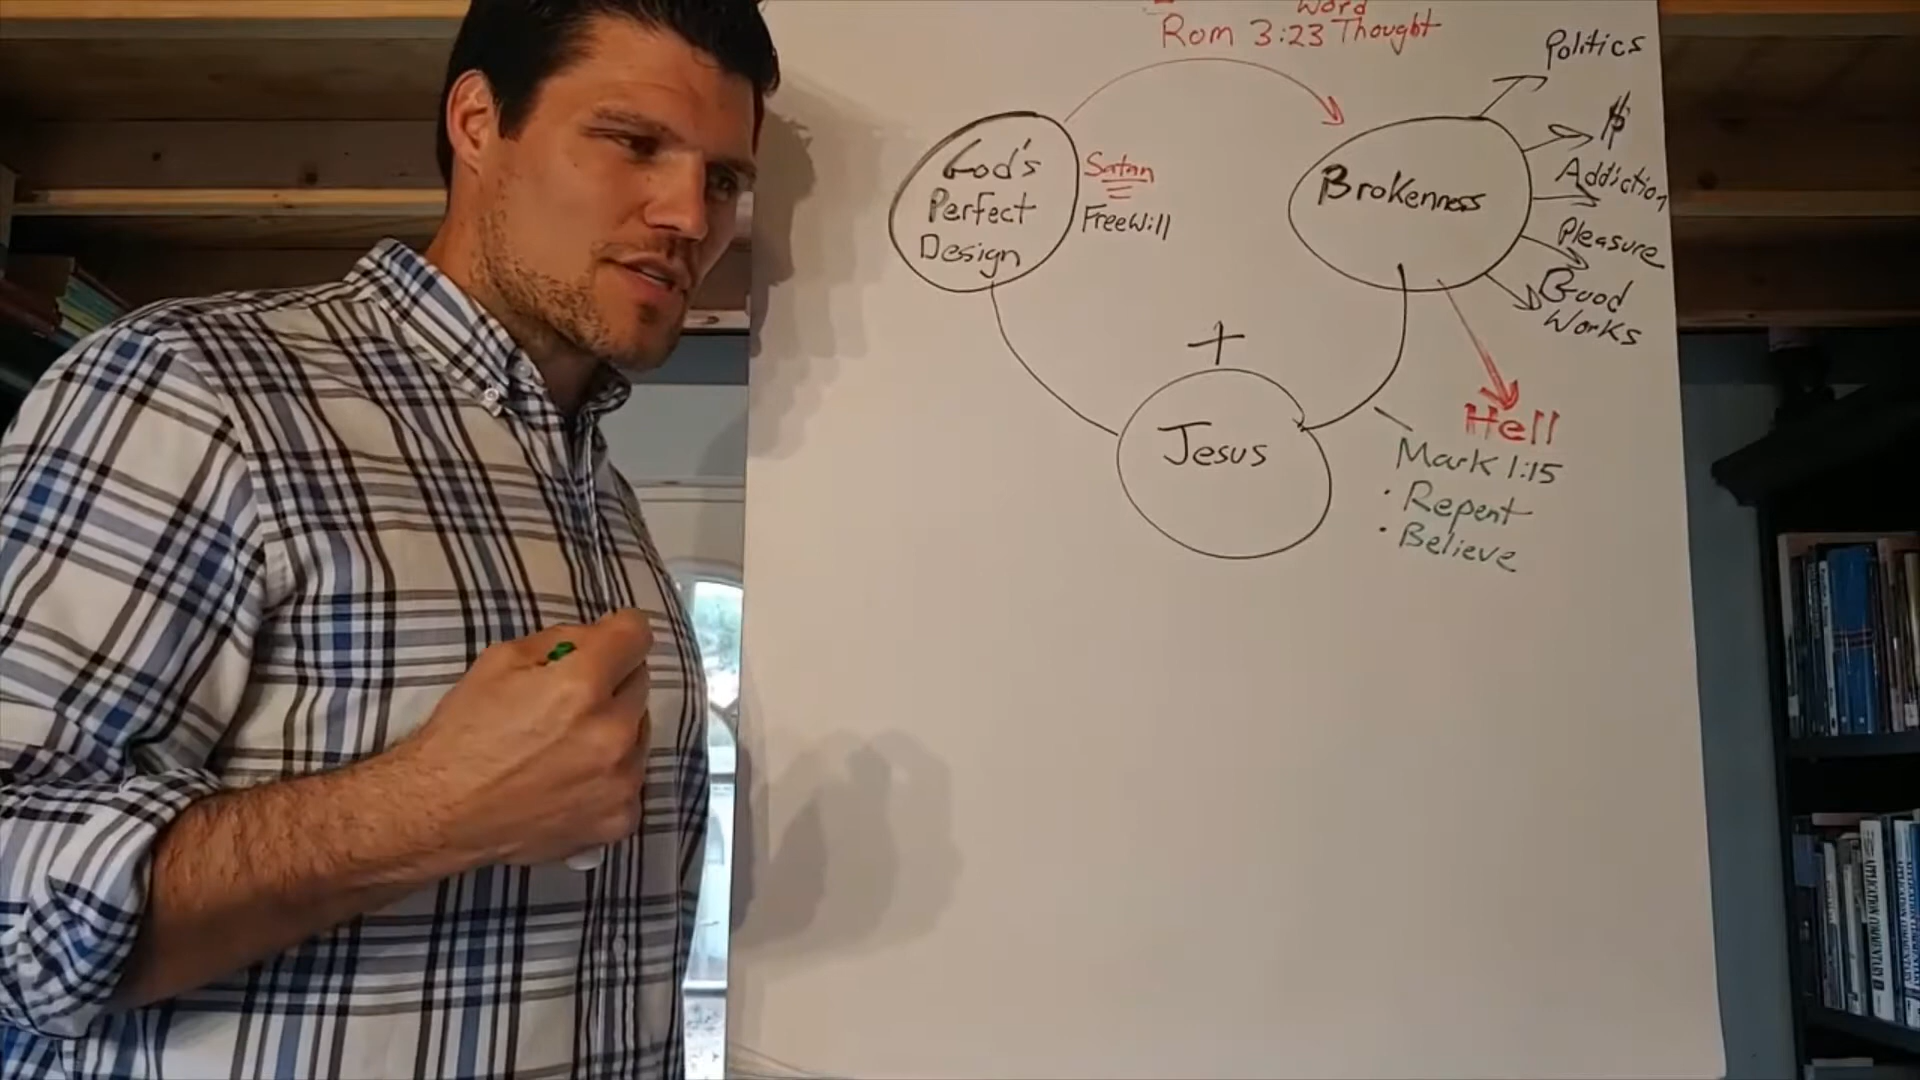 Word
Rom 3:23 Thought
God's
Perfect
Design
Satan
FreeWill
Brokenness
Politics
$
Addiction
Pleasure
Good
Works
Hell
Jesus
Mark 1:15
• Repent
• Believe